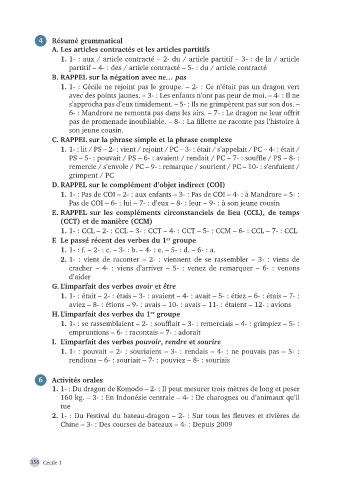 4 Résumé grammatical
A. Les articles contractés et les articles partitifs
1. 1- : aux / article contracté – 2- du / article partitif – 3- : de la / article
partitif – 4- : des / article contracté – 5- : du / article contracté
B. RAPPEL sur la négation avec ne… pas
1. 1- : Cécile ne rejoint pas le groupe. – 2- : Ce n'était pas un dragon vert
avec des points jaunes. – 3- : Les enfants n'ont pas peur de moi. – 4- : Il ne
s'approcha pas d'eux timidement. – 5- : Ils ne grimpèrent pas sur son dos. –
6- : Mandrore ne remonta pas dans les airs. – 7- : Le dragon ne leur offrit
pas de promenade inoubliable. – 8- : La fillette ne raconte pas l'histoire à
son jeune cousin.
C. RAPPEL sur la phrase simple et la phrase complexe
1. 1- : lit / PS – 2- : vient / rejoint / PC – 3- : était / s'appelait / PC – 4- : était /
PS – 5- : pouvait / PS – 6- : avaient / rendait / PC – 7- : souffle / PS – 8- :
remercie / s'envole / PC – 9- : remarque / sourient / PC – 10- : s'enfuient /
grimpent / PC
D. RAPPEL sur le complément d'objet indirect (COI)
1. 1- : Pas de COI – 2- : aux enfants – 3- : Pas de COI – 4- : à Mandrore – 5- :
Pas de COI – 6- : lui – 7- : d'eux – 8- : leur – 9- : à son jeune cousin
E. RAPPEL sur les compléments circonstanciels de lieu (CCL), de temps
(CCT) et de manière (CCM)
1. 1- : CCL – 2- : CCL – 3- : CCT – 4- : CCT – 5- : CCM – 6- : CCL – 7- : CCL
F. Le passé récent des verbes du 1er groupe
1. 1- : f. – 2- : c. – 3- : b. – 4- : e. – 5- : d. – 6- : a.
2. 1- : vient de raconter – 2- : viennent de se rassembler – 3- : viens de
cracher – 4- : viens d'arriver – 5- : venez de remarquer – 6- : venons
d'aider
G. L'imparfait des verbes avoir et être
1. 1- : était – 2- : étais – 3- : avaient – 4- : avait – 5- : étiez – 6- : étais – 7- :
aviez – 8- : étions – 9- : avais – 10- : avais – 11- : étaient – 12- : avions
H. L'imparfait des verbes du 1er groupe
1. 1- : se rassemblaient – 2- : soufflait – 3- : remerciais – 4- : grimpiez – 5- :
empruntions – 6- : racontais – 7- : adorait
I. L'imparfait des verbes pouvoir, rendre et sourire
1. 1- : pouvait – 2- : souriaient – 3- : rendais – 4- : ne pouvais pas – 5- :
rendions – 6- : souriait – 7- : pouviez – 8- : souriais
6 Activités orales
1. 1- : Du dragon de Komodo – 2- : Il peut mesurer trois mètres de long et peser
160 kg. – 3- : En Indonésie centrale – 4- : De charognes ou d'animaux qu'il
tue
2. 1- : Du Festival du bateau-dragon – 2- : Sur tous les fleuves et rivières de
Chine – 3- : Des courses de bateaux – 4- : Depuis 2009
Cécile 1